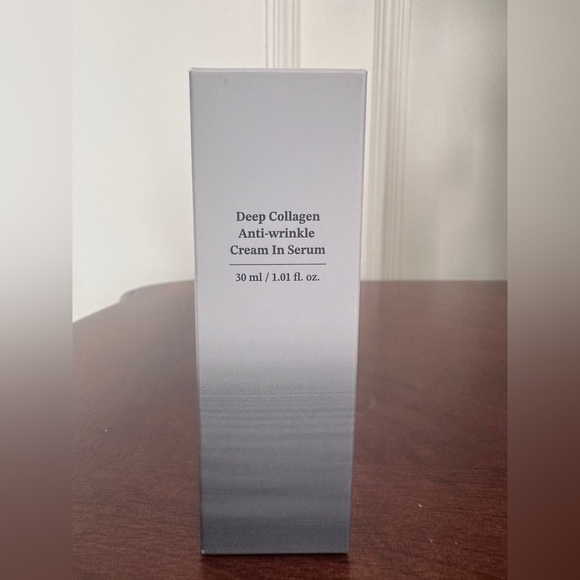 Deep Collagen
Anti-wrinkle
Cream In Serum
30 ml / 1.01 fl. oz.